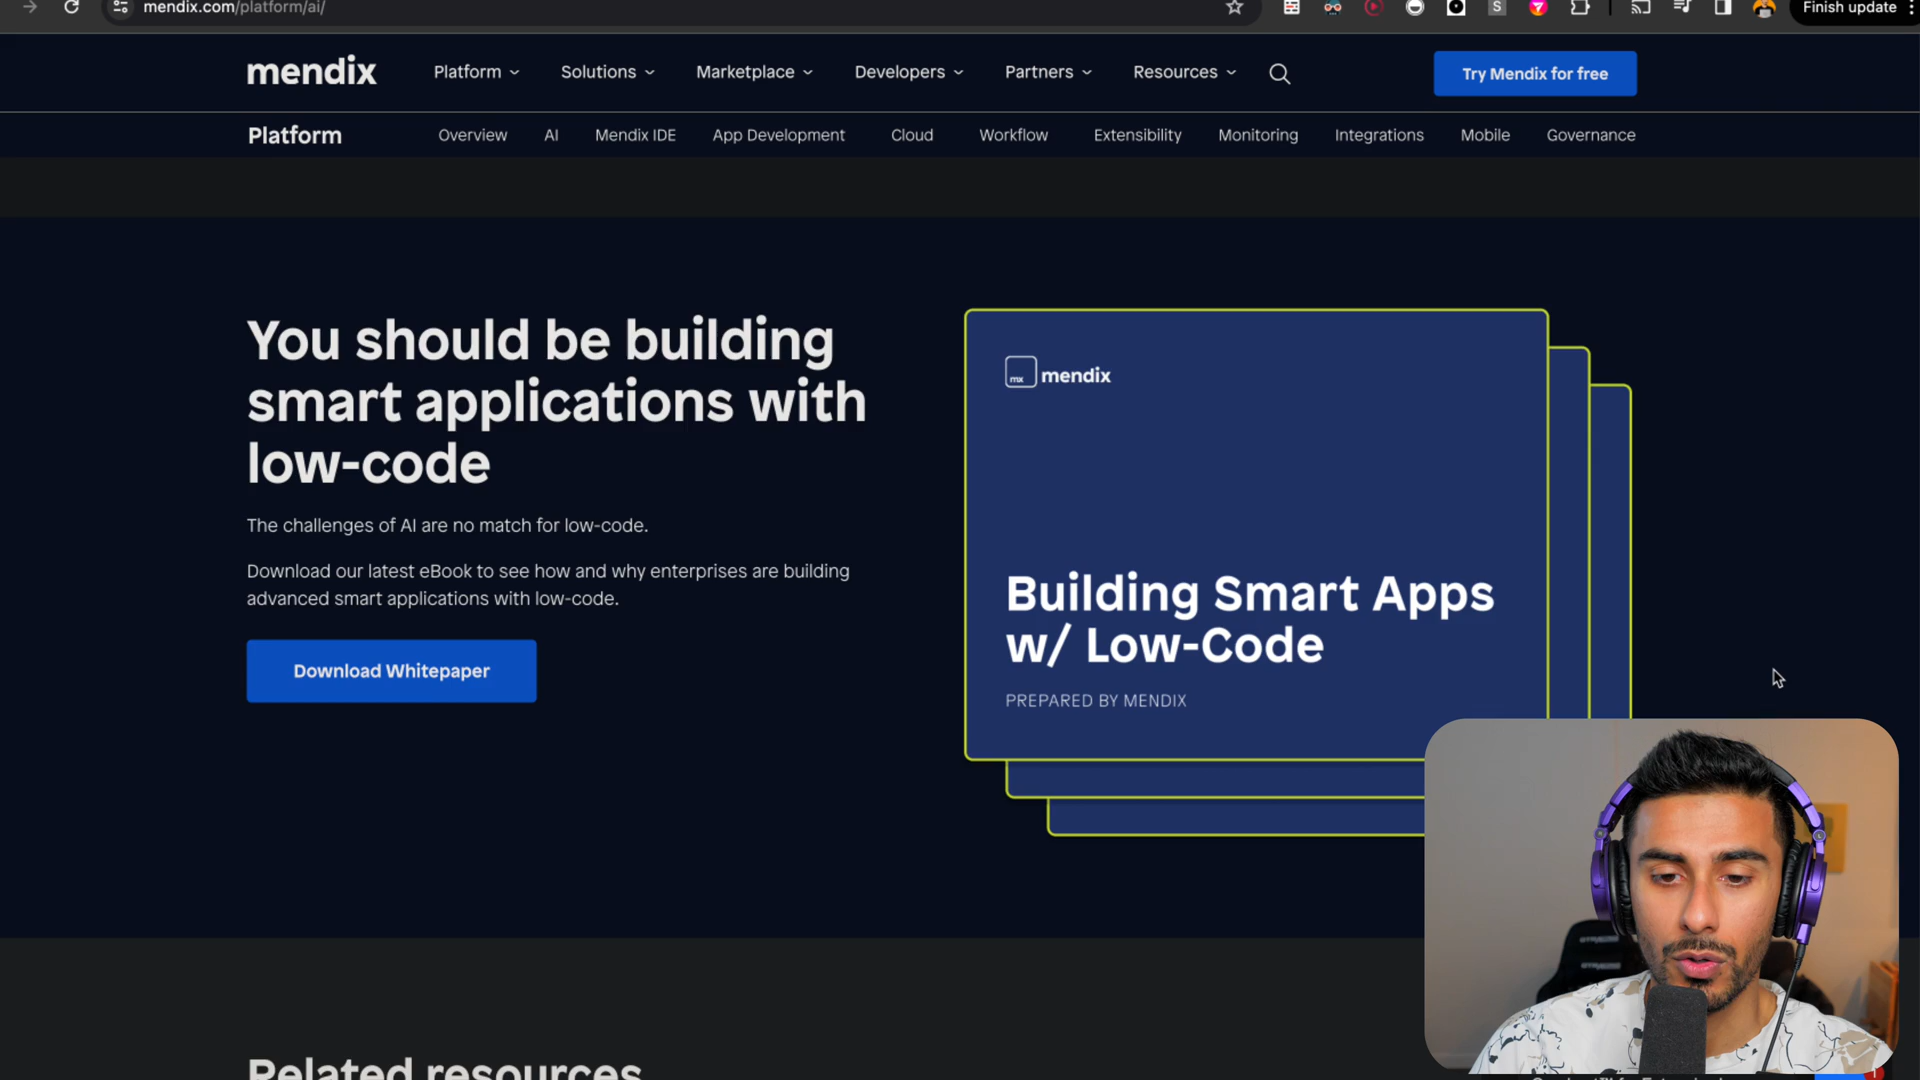 mendix.com/platform/ai/
Finish update
mendix
Platform
Solutions
Marketplace
Developers
Partners
Resources
Try Mendix for free
Platform
Overview
AI
Mendix IDE
App Development
Cloud
Workflow
Extensibility
Monitoring
Integrations
Mobile
Governance
You should be building
smart applications with
low-code
The challenges of AI are no match for low-code.
Download our latest eBook to see how and why enterprises are building
advanced smart applications with low-code.
Download Whitepaper
mx mendix
Building Smart Apps
w/ Low-Code
PREPARED BY MENDIX
Related resources